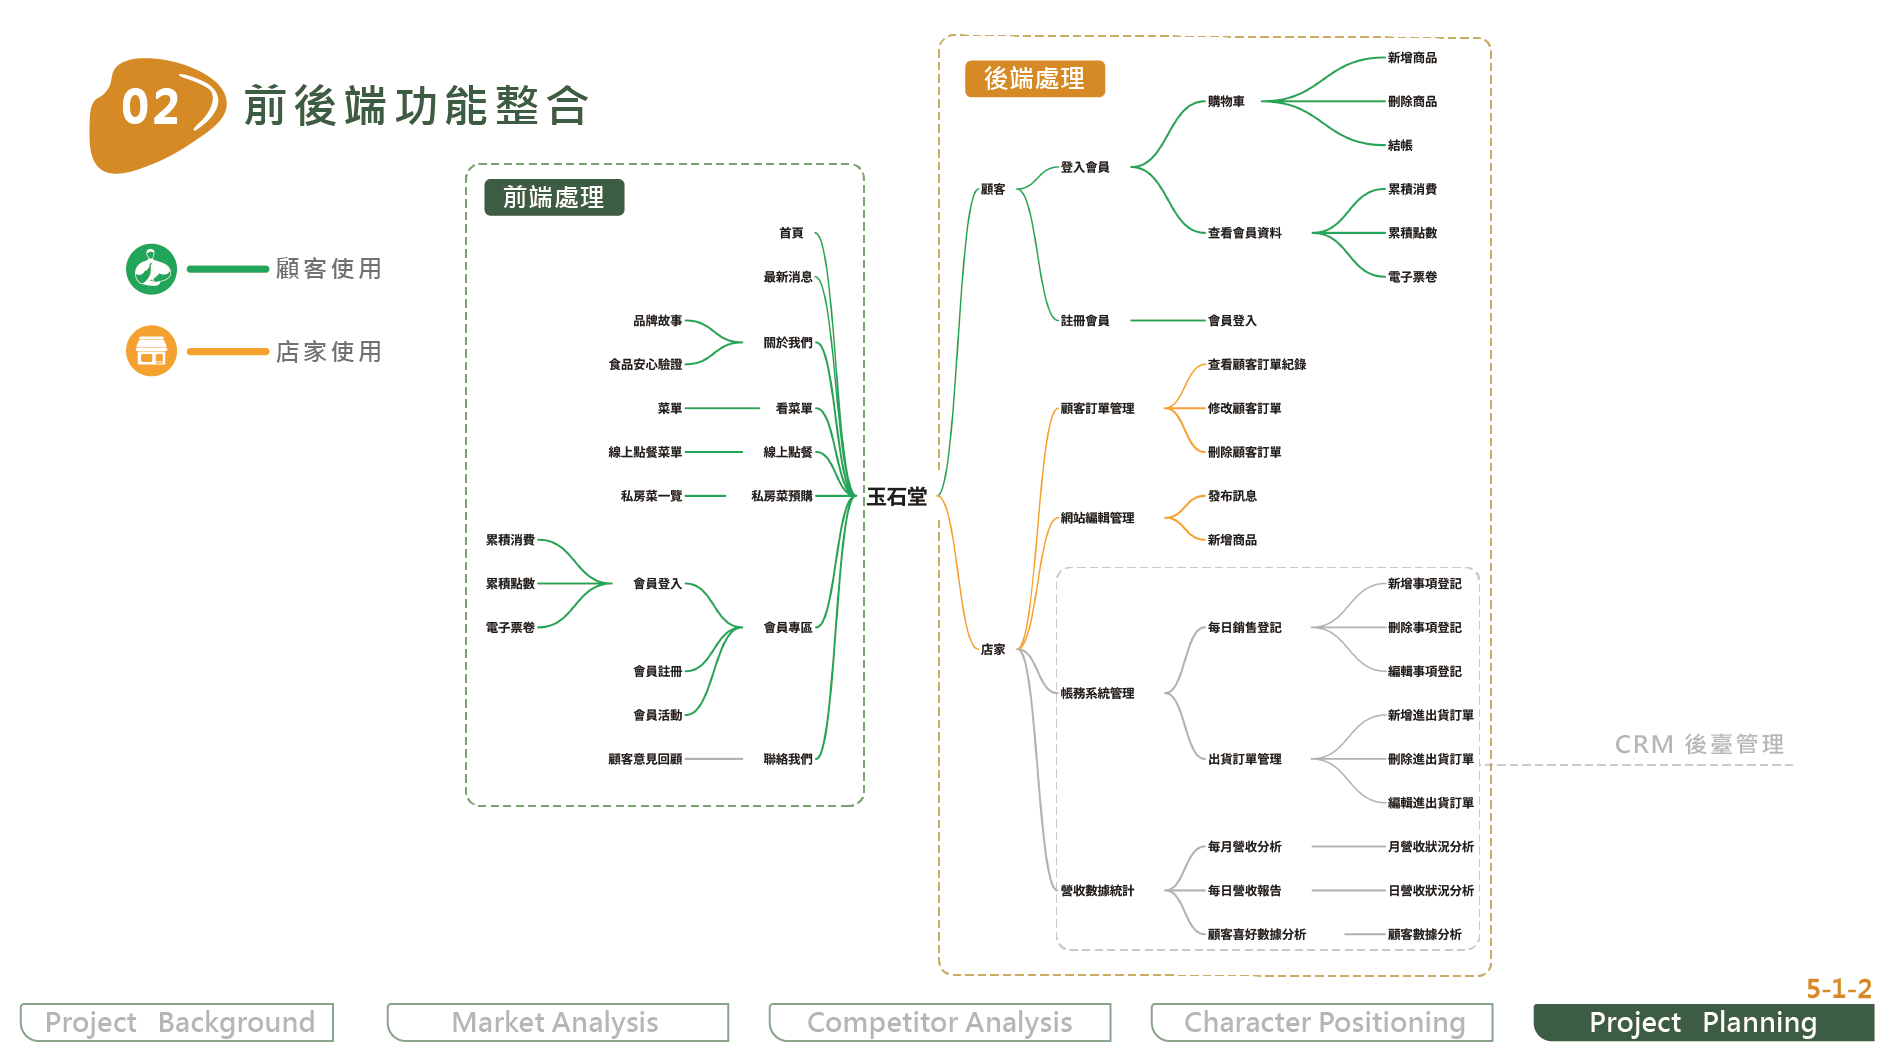 02
前後端功能整合
顧客使用
店家使用
前端處理
首頁
最新消息
關於我們
品牌故事
食品安心驗證
看菜單
菜單
線上點餐
線上點餐菜單
私房菜預購
私房菜一覽
會員專區
會員登入
累積消費
累積點數
電子票卷
會員註冊
會員活動
聯絡我們
顧客意見回顧
玉石堂
後端處理
顧客
登入會員
購物車
新增商品
刪除商品
結帳
查看會員資料
累積消費
累積點數
電子票卷
註冊會員
會員登入
店家
顧客訂單管理
查看顧客訂單紀錄
修改顧客訂單
刪除顧客訂單
網站編輯管理
發布訊息
新增商品
帳務系統管理
每日銷售登記
新增事項登記
刪除事項登記
編輯事項登記
出貨訂單管理
新增進出貨訂單
刪除進出貨訂單
編輯進出貨訂單
營收數據統計
每月營收分析
月營收狀況分析
每日營收報告
日營收狀況分析
顧客喜好數據分析
顧客數據分析
CRM 後臺管理
5-1-2
Project Background
Market Analysis
Competitor Analysis
Character Positioning
Project Planning